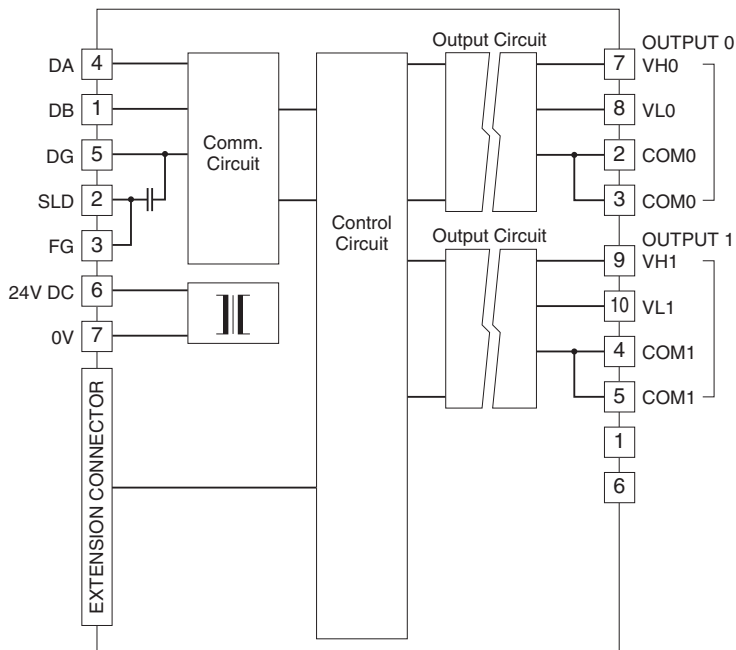 DA 4
DB 1
DG 5
SLD 2
FG 3
24V DC 6
0V 7
EXTENSION CONNECTOR
Comm.
Circuit
Control
Circuit
Output Circuit
OUTPUT 0
7 VH0
8 VL0
2 COM0
3 COM0
Output Circuit
OUTPUT 1
9 VH1
10 VL1
4 COM1
5 COM1
1
6